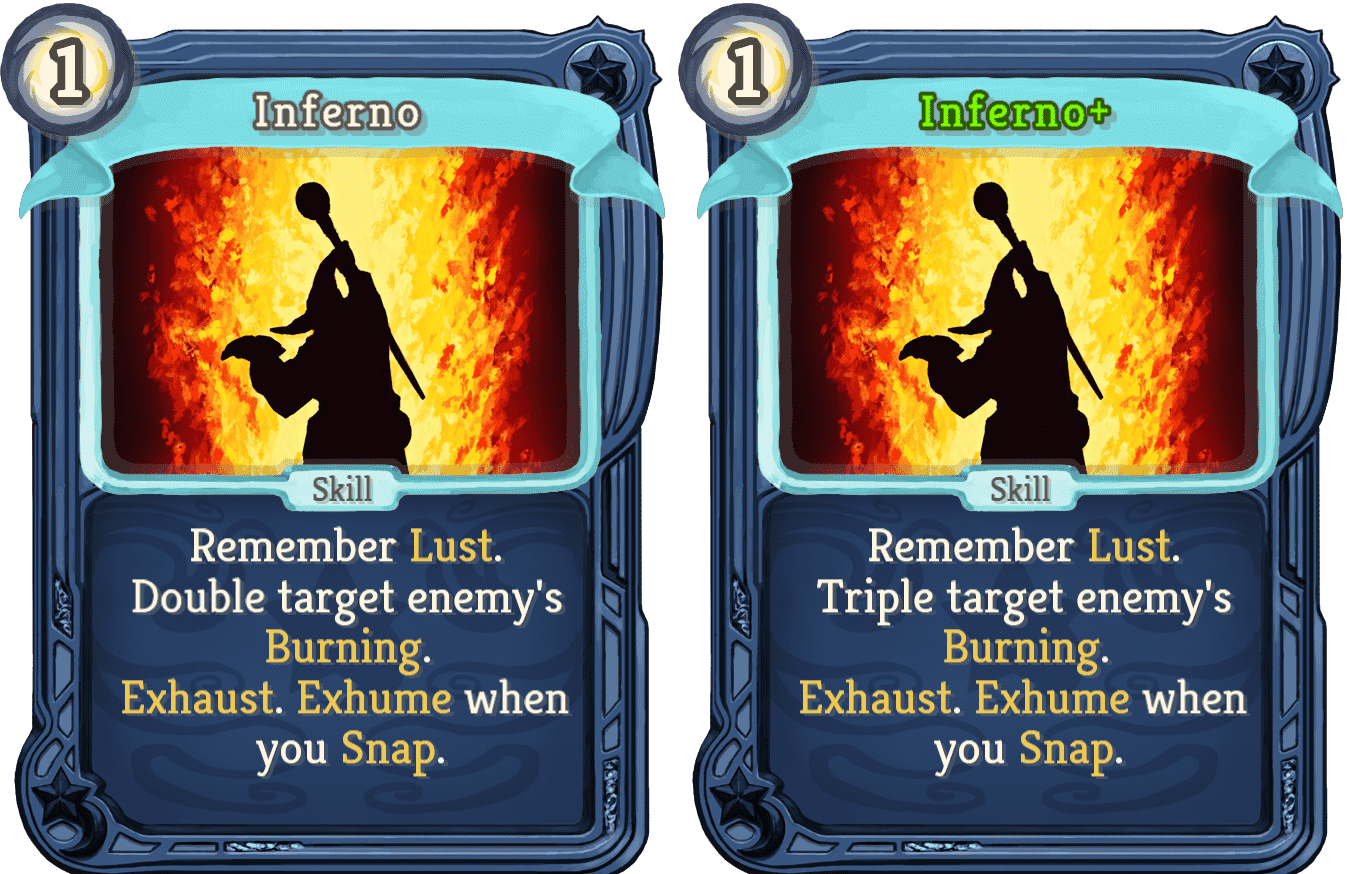 1
Inferno
Skill
Remember Lust.
Double target enemy's
Burning.
Exhaust. Exhume when
you Snap.
1
Inferno+
Skill
Remember Lust.
Triple target enemy's
Burning.
Exhaust. Exhume when
you Snap.